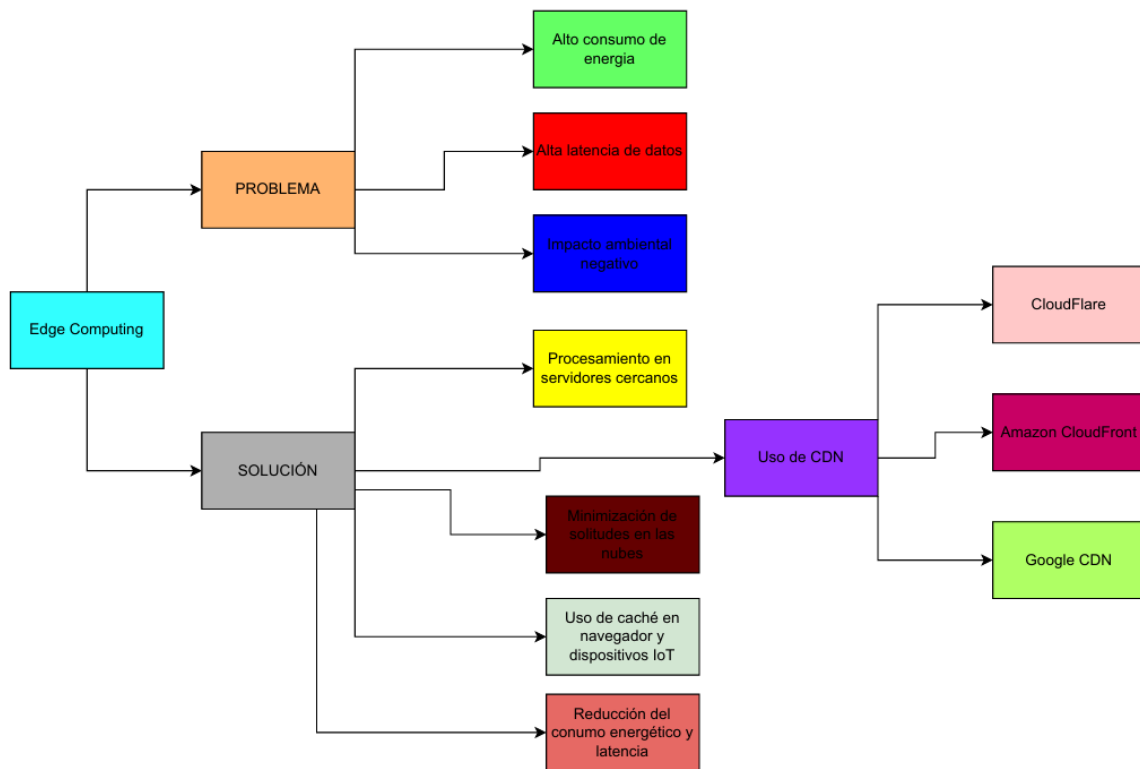 Alto consumo de
energia
Alta latencia de datos
PROBLEMA
Impacto ambiental
negativo
Edge Computing
CloudFlare
Procesamiento en
servidores cercanos
Amazon CloudFront
Uso de CDN
SOLUCIÓN
Minimización de
solitudes en las
nubes
Google CDN
Uso de caché en
navegador y
dispositivos IoT
Reducción del
conumo energético y
latencia